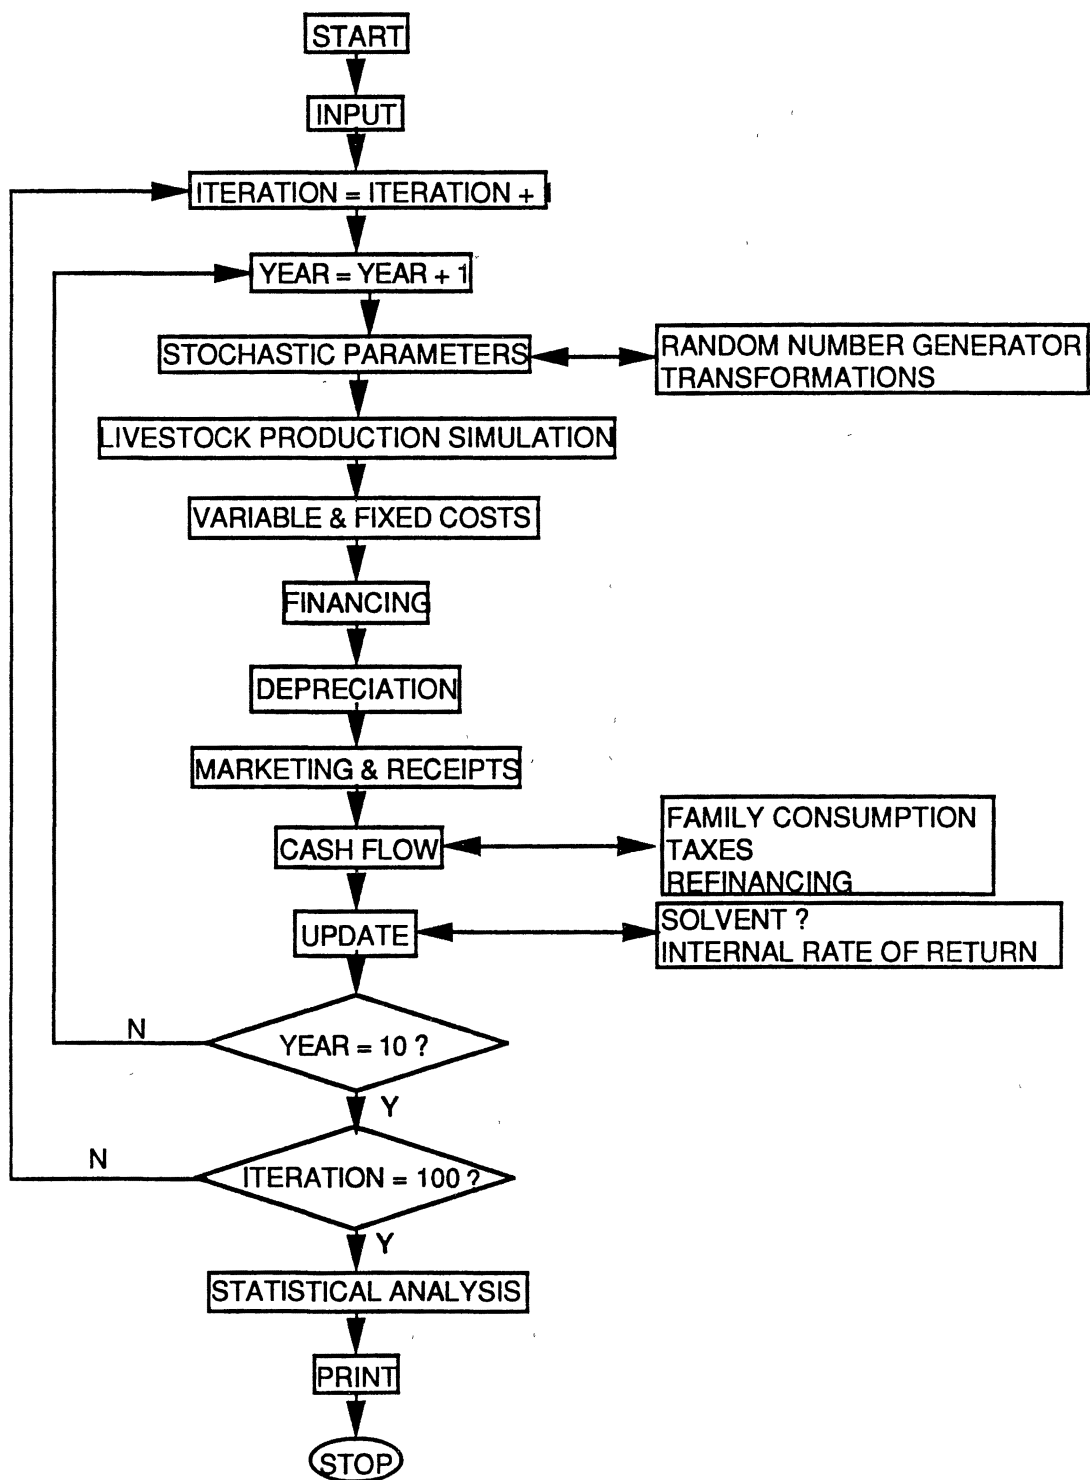 START
INPUT
ITERATION = ITERATION + 1
YEAR = YEAR + 1
STOCHASTIC PARAMETERS
RANDOM NUMBER GENERATOR
TRANSFORMATIONS
LIVESTOCK PRODUCTION SIMULATION
VARIABLE & FIXED COSTS
FINANCING
DEPRECIATION
MARKETING & RECEIPTS
CASH FLOW
FAMILY CONSUMPTION
TAXES
REFINANCING
UPDATE
SOLVENT ?
INTERNAL RATE OF RETURN
N
YEAR = 10 ?
Y
N
ITERATION = 100 ?
Y
STATISTICAL ANALYSIS
PRINT
STOP